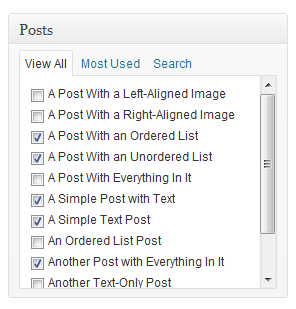 Posts
View All Most Used Search
A Post With a Left-Aligned Image
A Post With a Right-Aligned Image
A Post With an Ordered List
A Post With an Unordered List
A Post With Everything In It
A Simple Post with Text
A Simple Text Post
An Ordered List Post
Another Post with Everything In It
Another Text-Only Post